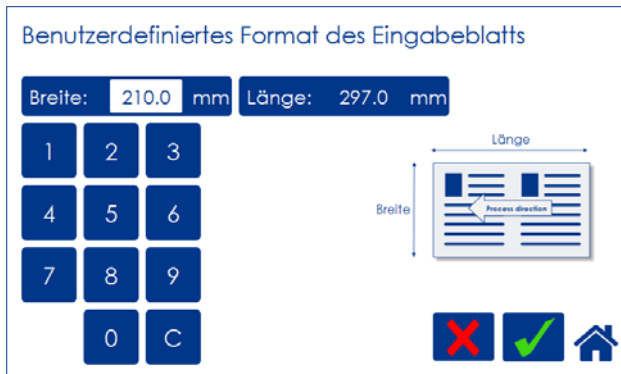 Benutzerdefiniertes Format des Eingabeblatts
Breite: 210.0 mm Länge: 297.0 mm
1 2 3
4 5 6
7 8 9
0 C
Länge
Breite
Process direction